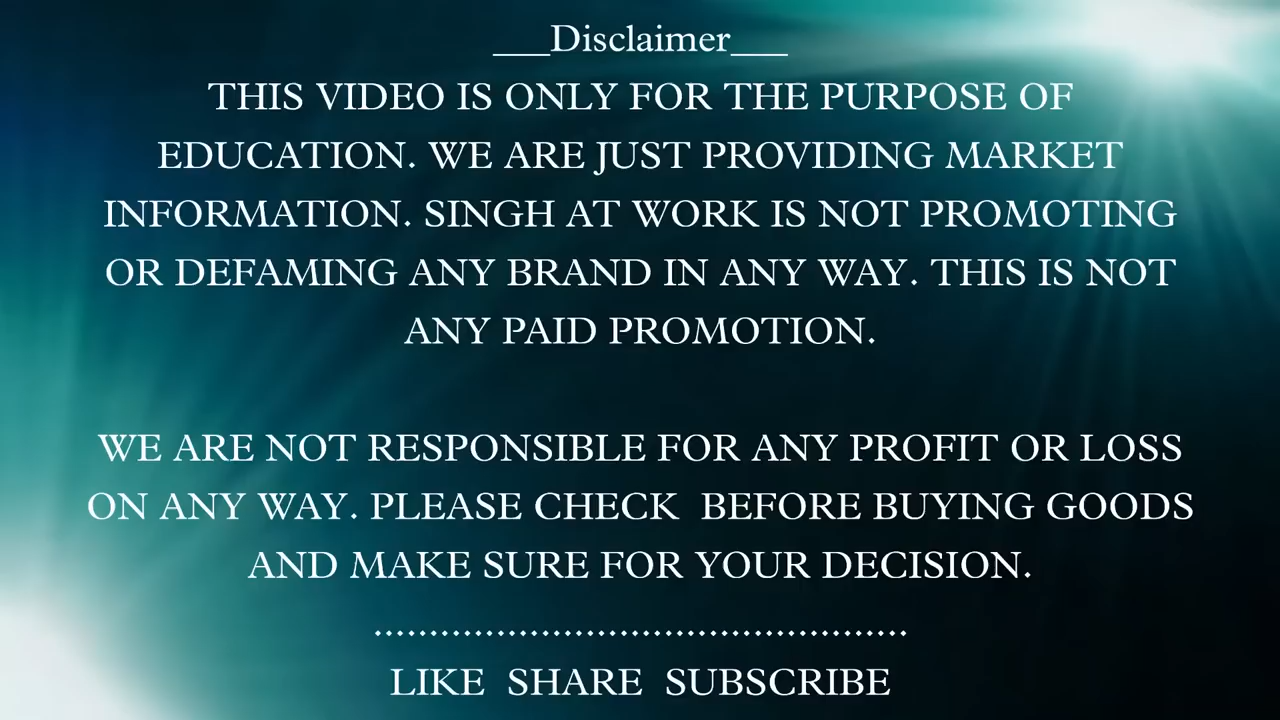 ___Disclaimer___
THIS VIDEO IS ONLY FOR THE PURPOSE OF
EDUCATION. WE ARE JUST PROVIDING MARKET
INFORMATION. SINGH AT WORK IS NOT PROMOTING
OR DEFAMING ANY BRAND IN ANY WAY. THIS IS NOT
ANY PAID PROMOTION.
WE ARE NOT RESPONSIBLE FOR ANY PROFIT OR LOSS
ON ANY WAY. PLEASE CHECK  BEFORE BUYING GOODS
AND MAKE SURE FOR YOUR DECISION.
................................................
LIKE  SHARE  SUBSCRIBE